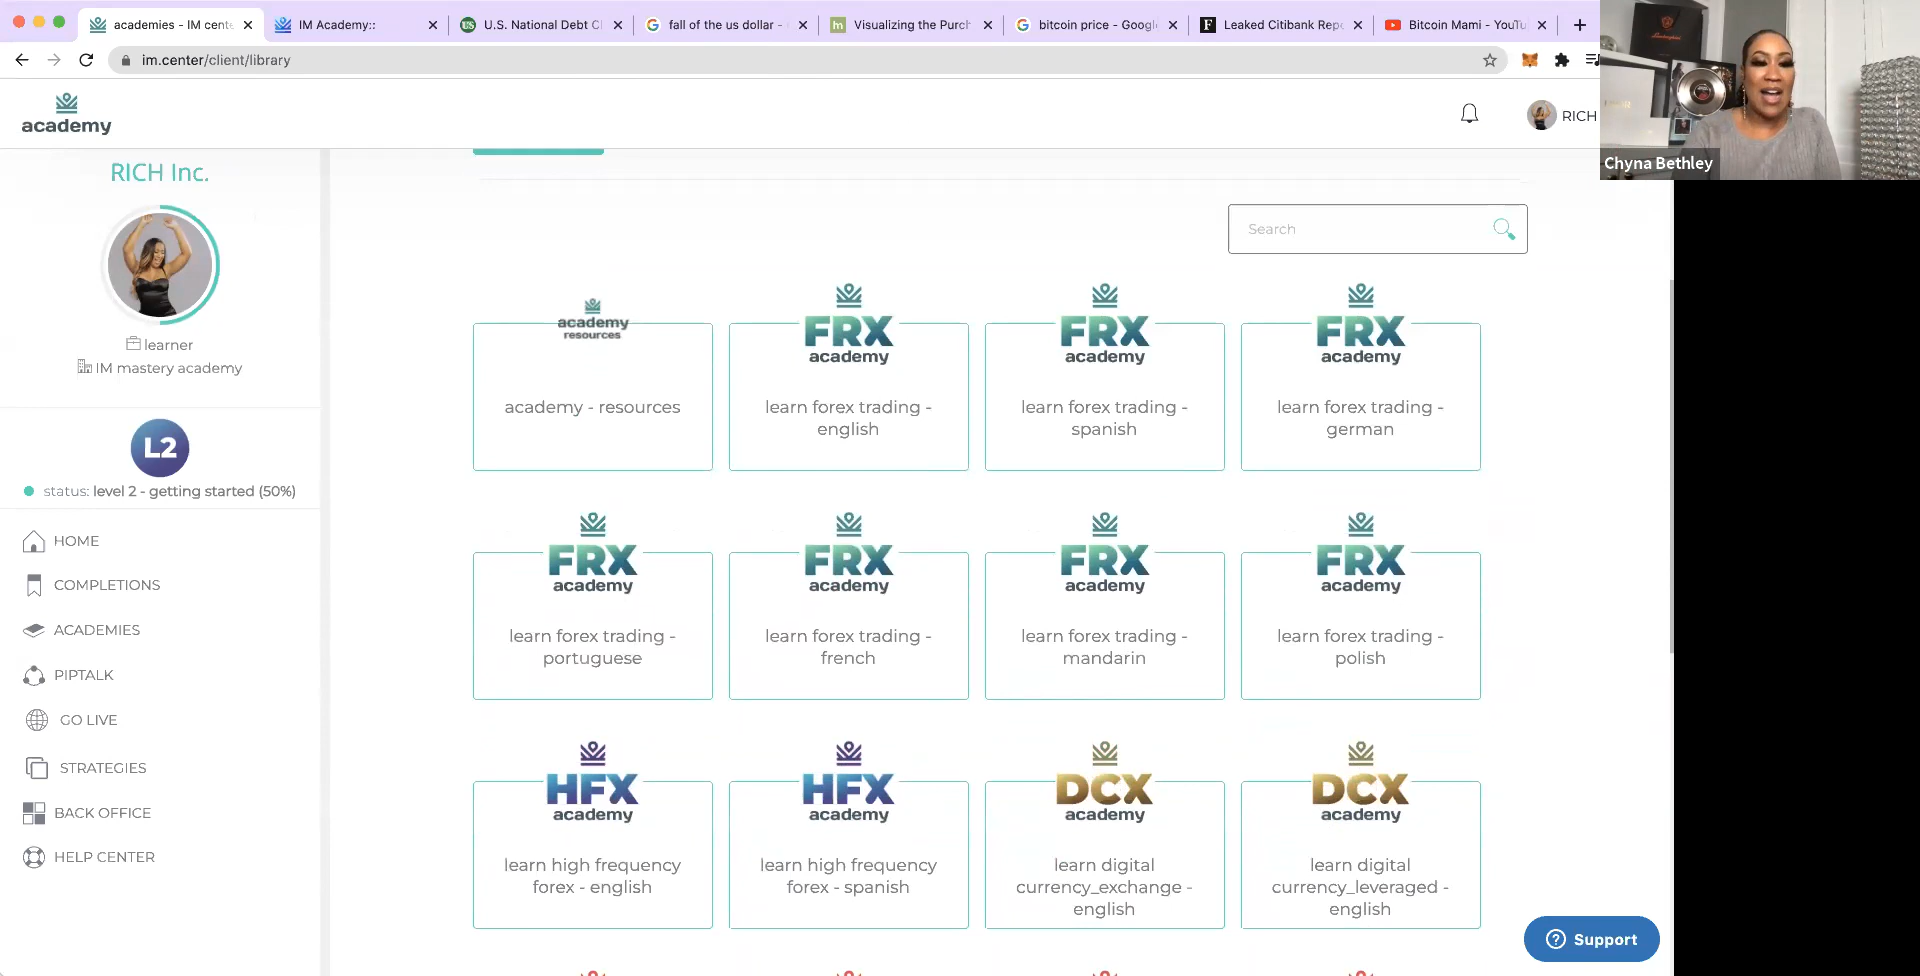 academies - IM cente
IM Academy::
U.S. National Debt Cl
fall of the us dollar -
Visualizing the Purch
bitcoin price - Google
Leaked Citibank Repo
Bitcoin Mami - YouTu
im.center/client/library
academy
RICH
Chyna Bethley
RICH Inc.
learner
IM mastery academy
L2
status: level 2 - getting started (50%)
HOME
COMPLETIONS
ACADEMIES
PIPTALK
GO LIVE
STRATEGIES
BACK OFFICE
HELP CENTER
Search
academy
resources
academy - resources
FRX
academy
learn forex trading -
english
FRX
academy
learn forex trading -
spanish
FRX
academy
learn forex trading -
german
FRX
academy
learn forex trading -
portuguese
FRX
academy
learn forex trading -
french
FRX
academy
learn forex trading -
mandarin
FRX
academy
learn forex trading -
polish
HFX
academy
learn high frequency
forex - english
HFX
academy
learn high frequency
forex - spanish
DCX
academy
learn digital
currency_exchange -
english
DCX
academy
learn digital
currency_leveraged -
english
Support